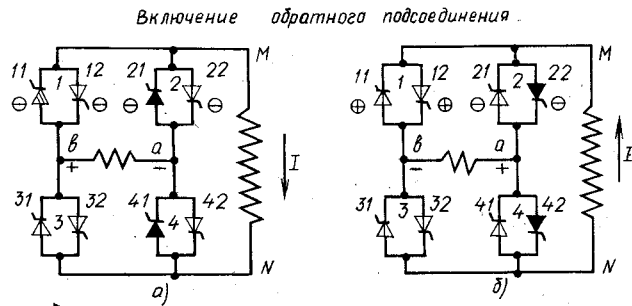 Включение обратного подсоединения
11 1 12 21 2 22 M
⊖ ⊖ ⊖ ⊖
в а I
+ −
31 3 32 41 4 42
N
а)
11 1 12 21 2 22 M
⊕ ⊕ ⊖ ⊖
в а
− +
31 3 32 41 4 42
N
б)